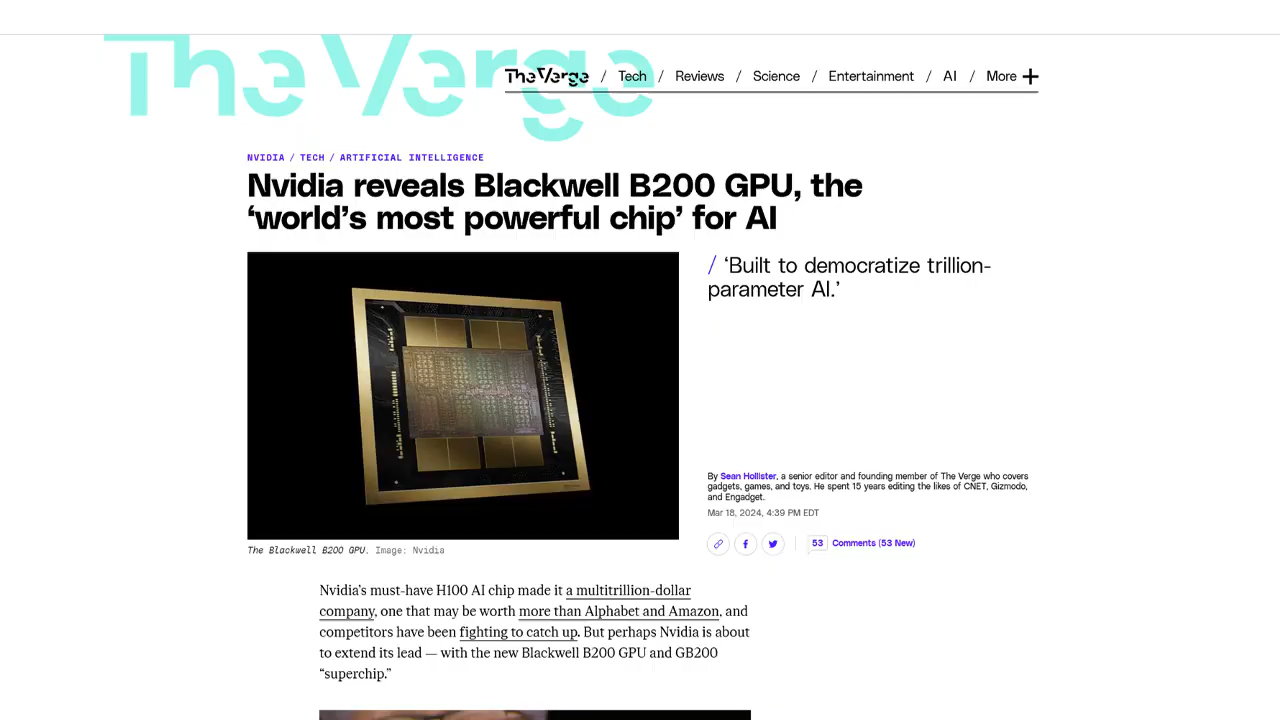 The Verge
The Verge / Tech / Reviews / Science / Entertainment / AI / More +
NVIDIA / TECH / ARTIFICIAL INTELLIGENCE
Nvidia reveals Blackwell B200 GPU, the
‘world’s most powerful chip’ for AI
/ ‘Built to democratize trillion-
parameter AI.’
By Sean Hollister, a senior editor and founding member of The Verge who covers
gadgets, games, and toys. He spent 15 years editing the likes of CNET, Gizmodo,
and Engadget.
Mar 18, 2024, 4:39 PM EDT
53 Comments (53 New)
The Blackwell B200 GPU. Image: Nvidia
Nvidia’s must-have H100 AI chip made it a multitrillion-dollar
company, one that may be worth more than Alphabet and Amazon, and
competitors have been fighting to catch up. But perhaps Nvidia is about
to extend its lead — with the new Blackwell B200 GPU and GB200
“superchip.”